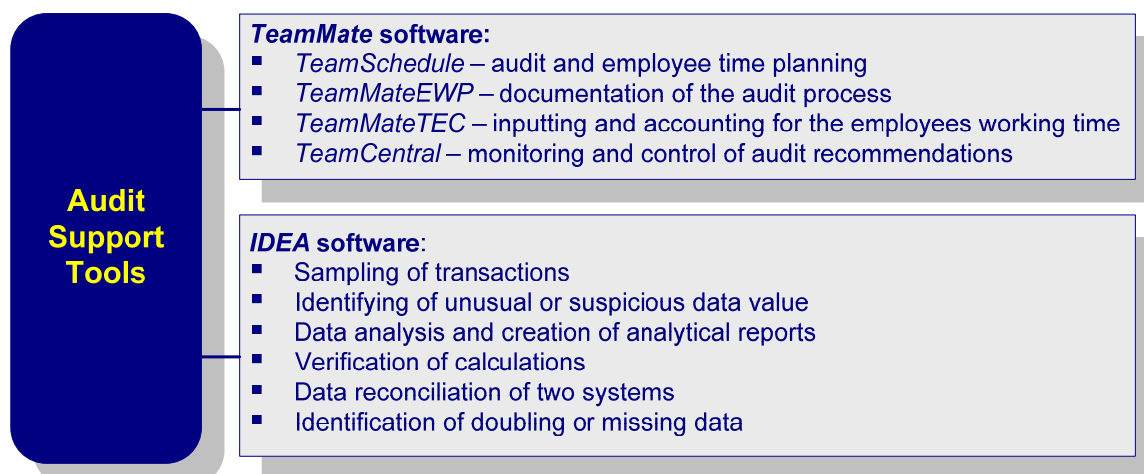 Audit
Support
Tools
TeamMate software:
▪ TeamSchedule – audit and employee time planning
▪ TeamMateEWP – documentation of the audit process
▪ TeamMateTEC – inputting and accounting for the employees working time
▪ TeamCentral – monitoring and control of audit recommendations
IDEA software:
▪ Sampling of transactions
▪ Identifying of unusual or suspicious data value
▪ Data analysis and creation of analytical reports
▪ Verification of calculations
▪ Data reconciliation of two systems
▪ Identification of doubling or missing data